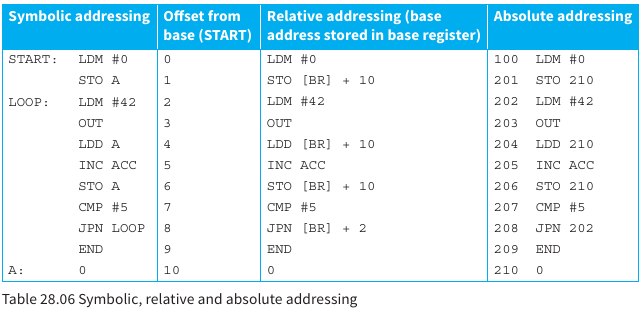 Symbolic addressing Offset from base (START) Relative addressing (base address stored in base register) Absolute addressing
START: LDM #0 0 LDM #0 100 LDM #0
STO A 1 STO [BR] + 10 201 STO 210
LOOP: LDM #42 2 LDM #42 202 LDM #42
OUT 3 OUT 203 OUT
LDD A 4 LDD [BR] + 10 204 LDD 210
INC ACC 5 INC ACC 205 INC ACC
STO A 6 STO [BR] + 10 206 STO 210
CMP #5 7 CMP #5 207 CMP #5
JPN LOOP 8 JPN [BR] + 2 208 JPN 202
END 9 END 209 END
A: 0 10 0 210 0
Table 28.06 Symbolic, relative and absolute addressing